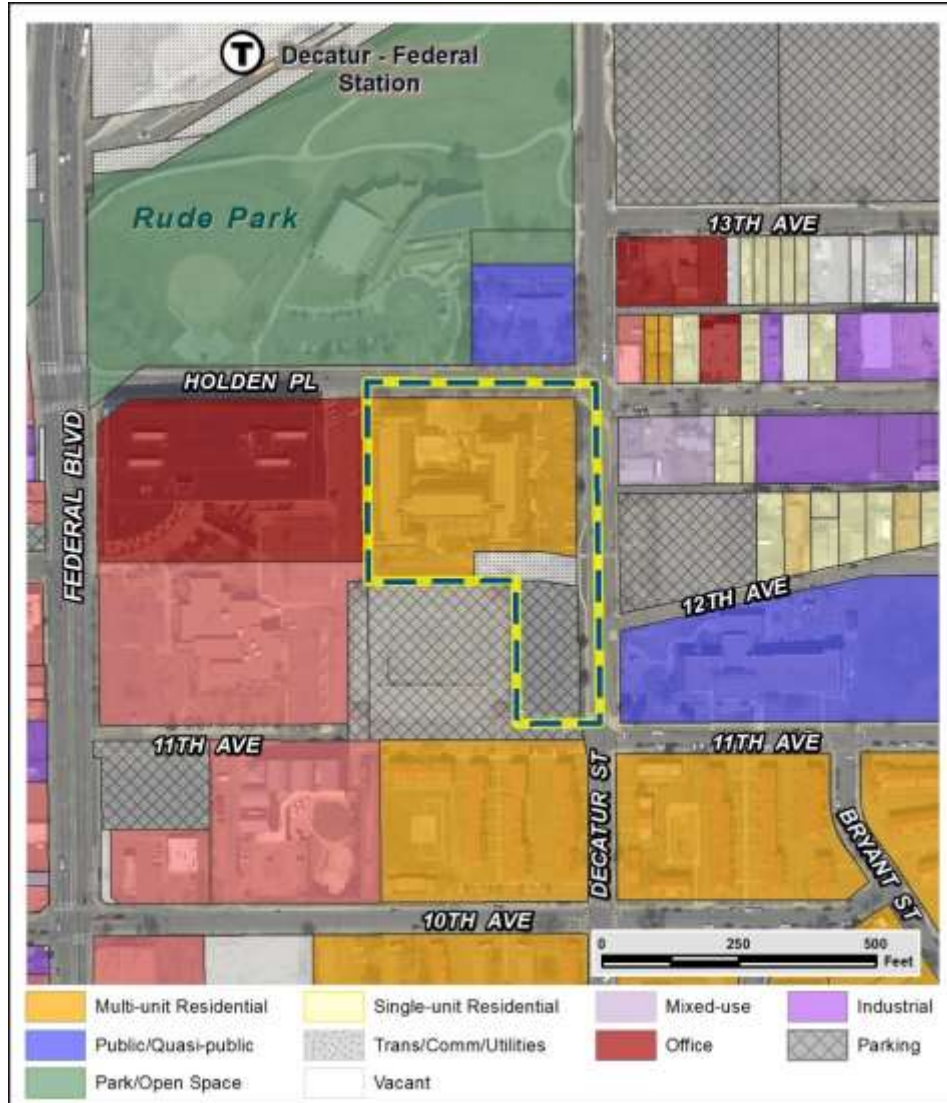 T
Decatur - Federal
Station
Rude Park
13TH AVE
HOLDEN PL
FEDERAL BLVD
12TH AVE
11TH AVE
11TH AVE
DECATUR ST
BRYANT ST
10TH AVE
0 250 500
Feet
Multi-unit Residential
Single-unit Residential
Mixed-use
Industrial
Public/Quasi-public
Trans/Comm/Utilities
Office
Parking
Park/Open Space
Vacant